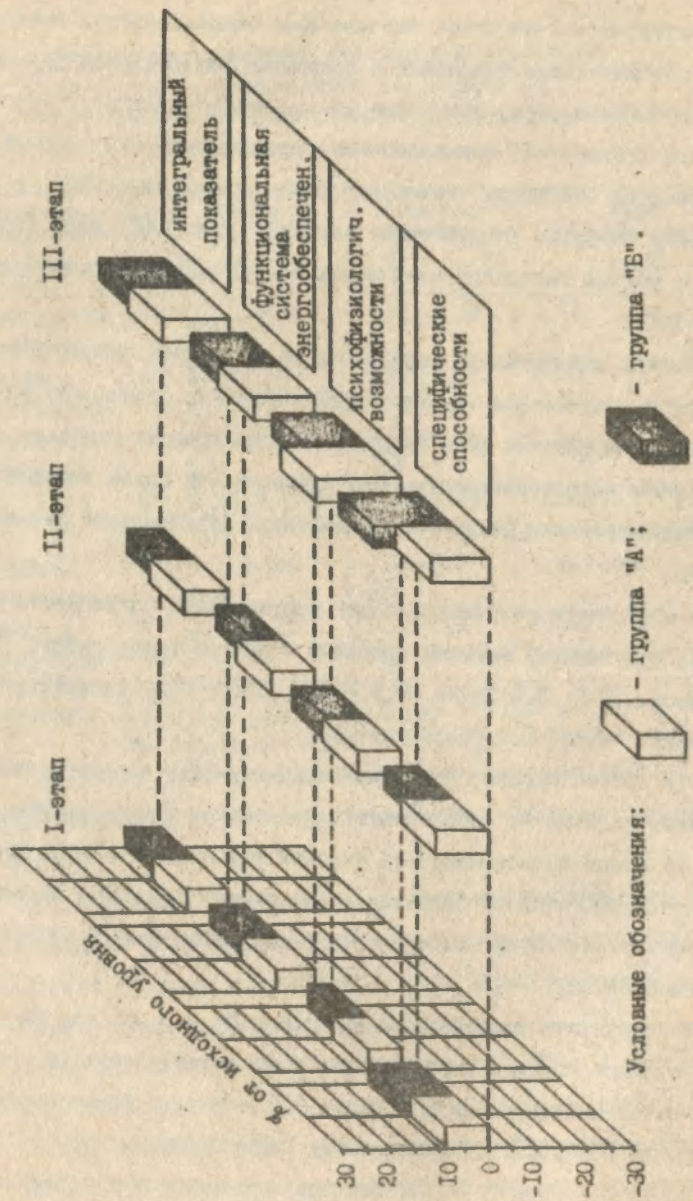 I-этап
II-этап
III-этап
% от исходного уровня
интегральный
показатель
функциональная
система
энергообеспечен.
психофизиологич.
возможности
специфические
способности
30
20
10
0
-10
-20
-30
Условные обозначения:
- группа "А";
- группа "Б".